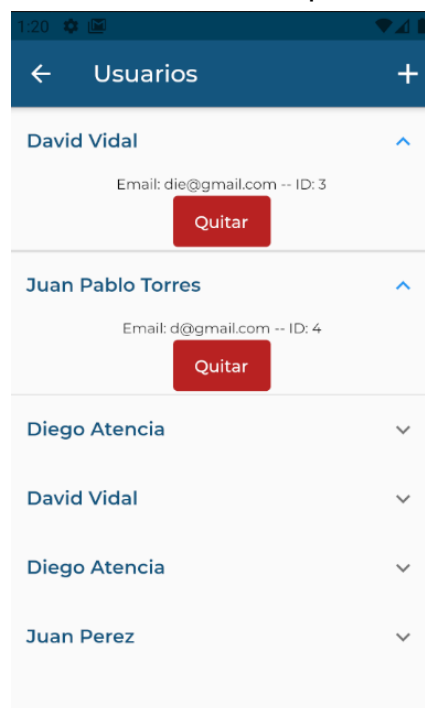 1:20
Usuarios
David Vidal
Email: die@gmail.com -- ID: 3
Quitar
Juan Pablo Torres
Email: d@gmail.com -- ID: 4
Quitar
Diego Atencia
David Vidal
Diego Atencia
Juan Perez